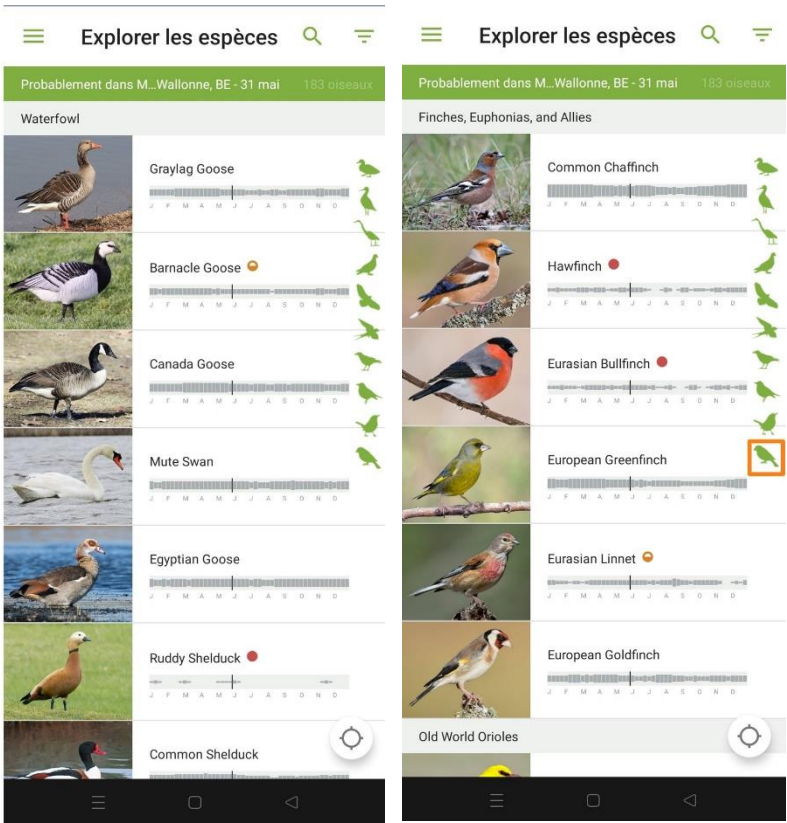 Explorer les espèces
Probablement dans M...Wallonne, BE - 31 mai 183 oiseaux
Waterfowl
Graylag Goose
J F M A M J J A S O N D
Barnacle Goose
J F M A M J J A S O N D
Canada Goose
J F M A M J J A S O N D
Mute Swan
J F M A M J J A S O N D
Egyptian Goose
J F M A M J J A S O N D
Ruddy Shelduck
J F M A M J J A S O N D
Common Shelduck
Explorer les espèces
Probablement dans M...Wallonne, BE - 31 mai 183 oiseaux
Finches, Euphonias, and Allies
Common Chaffinch
J F M A M J J A S O N D
Hawfinch
J F M A M J J A S O N D
Eurasian Bullfinch
J F M A M J J A S O N D
European Greenfinch
J F M A M J J A S O N D
Eurasian Linnet
J F M A M J J A S O N D
European Goldfinch
J F M A M J J A S O N D
Old World Orioles